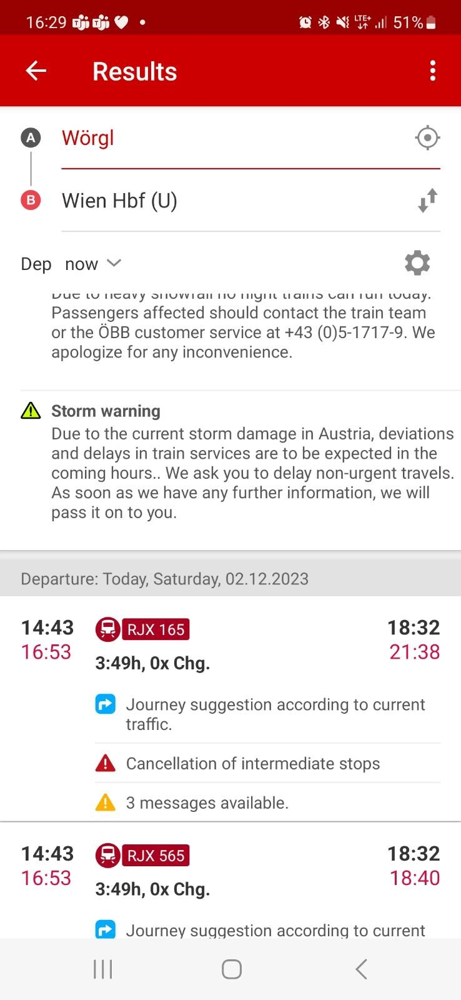 16:29
LTE+
51%
Results
A
Wörgl
B
Wien Hbf (U)
Dep now
Due to heavy snowfall no night trains can run today.
Passengers affected should contact the train team
or the ÖBB customer service at +43 (0)5-1717-9. We
apologize for any inconvenience.
Storm warning
Due to the current storm damage in Austria, deviations
and delays in train services are to be expected in the
coming hours.. We ask you to delay non-urgent travels.
As soon as we have any further information, we will
pass it on to you.
Departure: Today, Saturday, 02.12.2023
14:43 RJX 165 18:32
16:53 21:38
3:49h, 0x Chg.
Journey suggestion according to current
traffic.
Cancellation of intermediate stops
3 messages available.
14:43 RJX 565 18:32
16:53 18:40
3:49h, 0x Chg.
Journey suggestion according to current